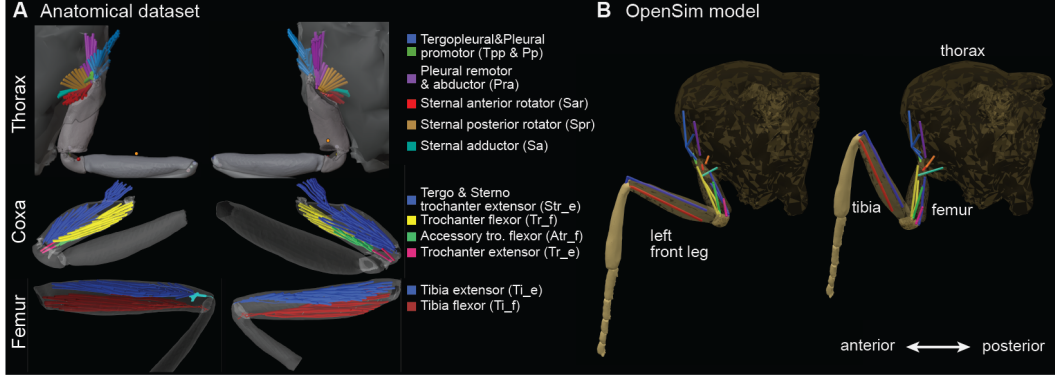 A Anatomical dataset
Thorax
Tergopleural&Pleural
promotor (Tpp & Pp)
Pleural remotor
& abductor (Pra)
Sternal anterior rotator (Sar)
Sternal posterior rotator (Spr)
Sternal adductor (Sa)
Coxa
Tergo & Sterno
trochanter extensor (Str_e)
Trochanter flexor (Tr_f)
Accessory tro. flexor (Atr_f)
Trochanter extensor (Tr_e)
Femur
Tibia extensor (Ti_e)
Tibia flexor (Ti_f)
B OpenSim model
thorax
tibia
femur
left
front leg
anterior
posterior